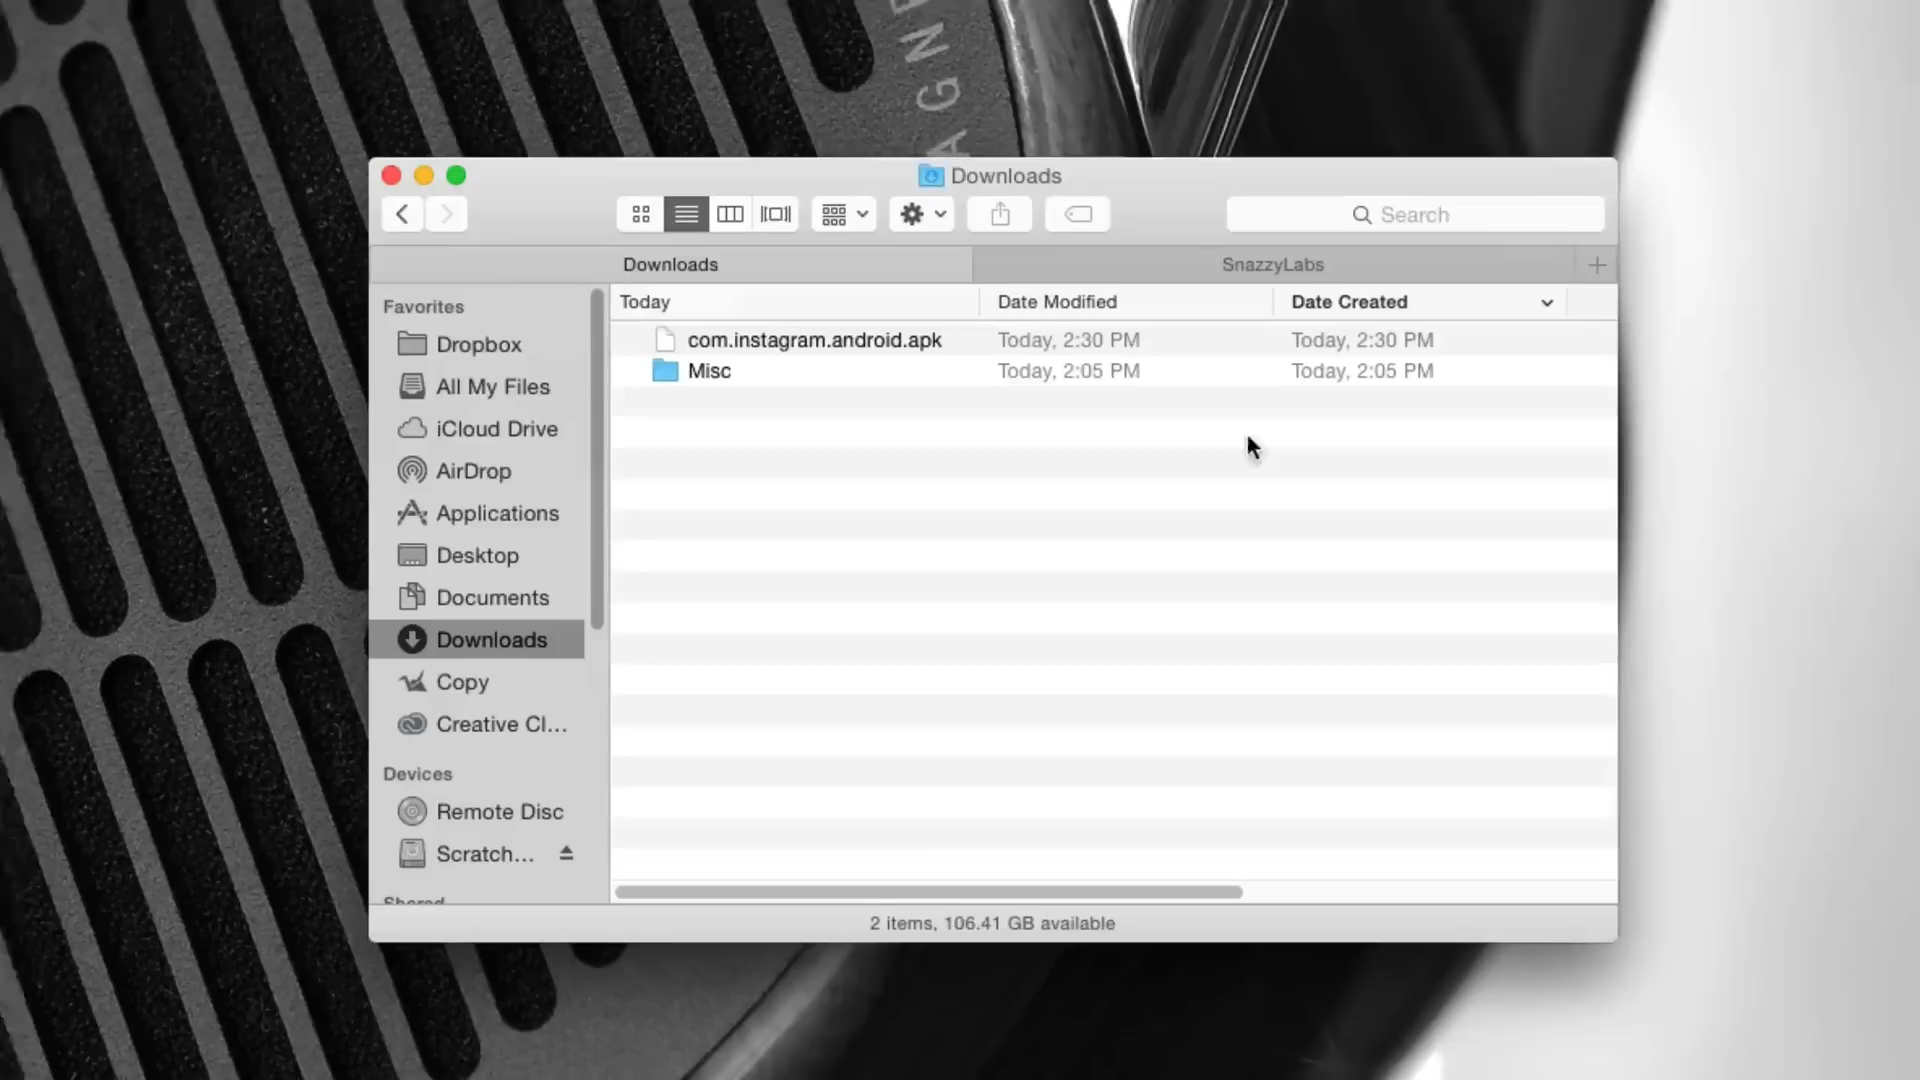 AGNE
Downloads
Search
Downloads
SnazzyLabs
Favorites
Dropbox
All My Files
iCloud Drive
AirDrop
Applications
Desktop
Documents
Downloads
Copy
Creative Cl...
Devices
Remote Disc
Scratch...
Shared
Today Date Modified Date Created
com.instagram.android.apk Today, 2:30 PM Today, 2:30 PM
Misc Today, 2:05 PM Today, 2:05 PM
2 items, 106.41 GB available